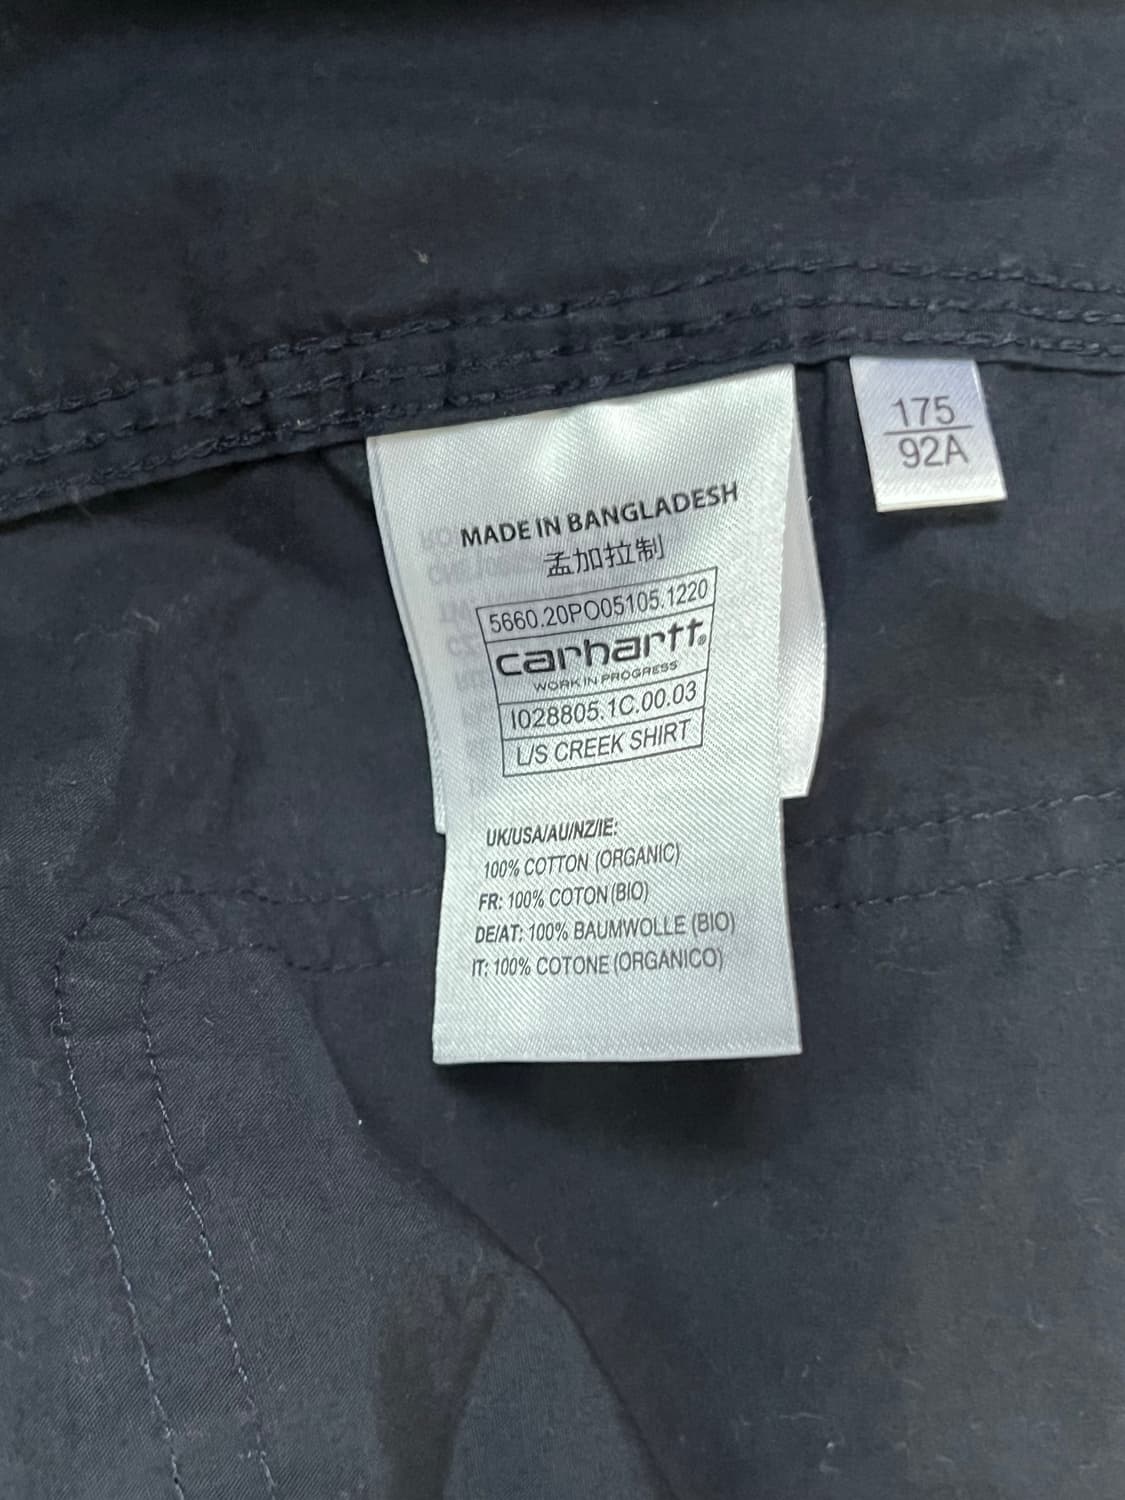 175
92A
MADE IN BANGLADESH
孟加拉制
5660.20PO05105.1220
carhartt®
WORK IN PROGRESS
I028805.1C.00.03
L/S CREEK SHIRT
UK/USA/AU/NZ/IE:
100% COTTON (ORGANIC)
FR: 100% COTON (BIO)
DE/AT: 100% BAUMWOLLE (BIO)
IT: 100% COTONE (ORGANICO)